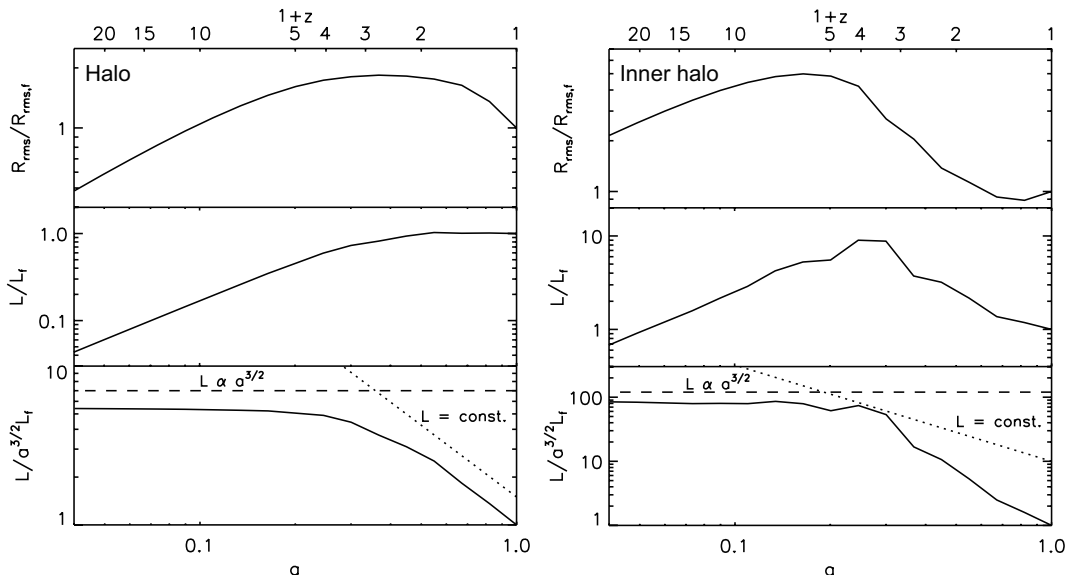 1+z
20 15 10 5 4 3 2 1
Halo
R_rms/R_rms,f
1
L/L_f
1.0
0.1
L/a^3/2 L_f
10
1
L ∝ a^3/2
L = const.
0.1 1.0
a
1+z
20 15 10 5 4 3 2 1
Inner halo
R_rms/R_rms,f
1
L/L_f
10
1
L/a^3/2 L_f
100
10
1
L ∝ a^3/2
L = const.
0.1 1.0
a